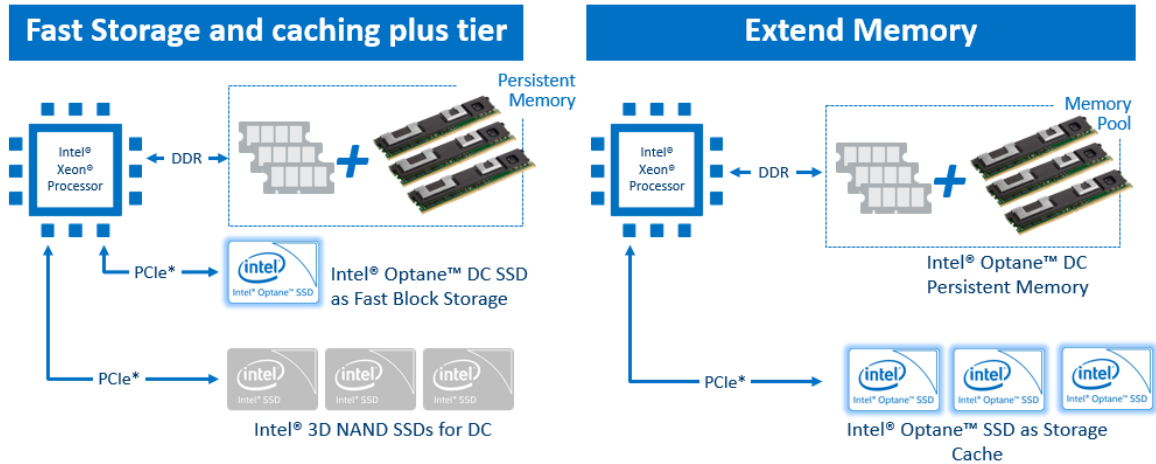 Fast Storage and caching plus tier
Persistent
Memory
Intel®
Xeon®
Processor
DDR
PCIe*
intel
Intel® Optane™ SSD
Intel® Optane™ DC SSD
as Fast Block Storage
PCIe*
intel
Intel® SSD
intel
Intel® SSD
intel
Intel® SSD
Intel® 3D NAND SSDs for DC
Extend Memory
Memory
Pool
Intel®
Xeon®
Processor
DDR
Intel® Optane™ DC
Persistent Memory
PCIe*
intel
Intel® Optane™ SSD
intel
Intel® Optane™ SSD
intel
Intel® Optane™ SSD
Intel® Optane™ SSD as Storage
Cache